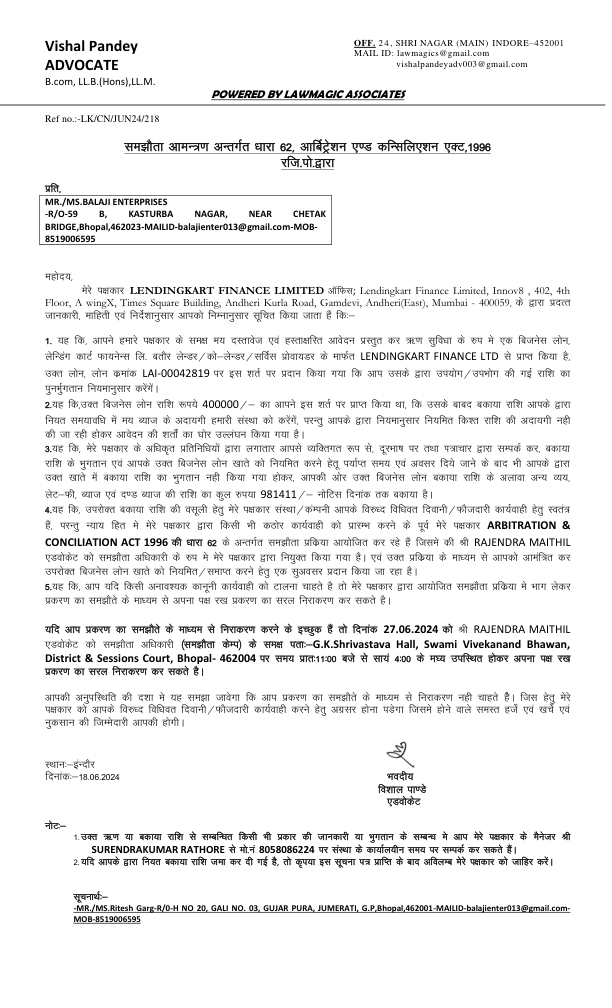 Vishal Pandey
ADVOCATE
B.com, LL.B.(Hons),LL.M.
OFF. 24, SHRI NAGAR (MAIN) INDORE–452001
MAIL ID: lawmagics@gmail.com
vishalpandeyadv003@gmail.com
POWERED BY LAWMAGIC ASSOCIATES
Ref no.:-LK/CN/JUN24/218
समझौता आमन्त्रण अन्तर्गत धारा 62, आर्बिट्रेशन एण्ड कन्सिलिएशन एक्ट,1996
रजि.पो.द्वारा
प्रति,
MR./MS.BALAJI ENTERPRISES
-R/O-59 B, KASTURBA NAGAR, NEAR CHETAK
BRIDGE,Bhopal,462023-MAILID-balajienter013@gmail.com-MOB-
8519006595
महोदय,
मेरे पक्षकार LENDINGKART FINANCE LIMITED ऑफिस; Lendingkart Finance Limited, Innov8 , 402, 4th
Floor, A wingX, Times Square Building, Andheri Kurla Road, Gamdevi, Andheri(East), Mumbai - 400059, के द्वारा प्रदत्त
जानकारी, माहिती एवं निर्देशानुसार आपको निम्नानुसार सूचित किया जाता हैं कि:–
1. यह कि, आपने हमारे पक्षकार के समक्ष मय दस्तावेज एवं हस्ताक्षरित आवेदन प्रस्तुत कर ऋण सुविधा के रुप मे एक बिजनेस लोन,
लेन्डिंग कार्ट फायनेन्स लि. बतौर लेन्डर/को–लेन्डर/सर्विस प्रोवायडर के मार्फत LENDINGKART FINANCE LTD से प्राप्त किया है,
उक्त लोन, लोन क्रमांक LAI-00042819 पर इस शर्त पर प्रदान किया गया कि आप उसके द्वारा उपयोग/उपभोग की गई राशि का
पुनर्मुगतान नियमानुसार करेंगें।
2.यह कि,उक्त बिजनेस लोन राशि रूपये 400000/– का आपने इस शर्त पर प्राप्त किया था, कि उसके बाबद बकाया राशि आपके द्वारा
नियत समयावधि में मय ब्याज के अदायगी हमारी संस्था को करेंगें, परन्तु आपके द्वारा नियमानुसार नियमित किश्त राशि की अदायगी नही
की जा रही होकर आवेदन की शर्तों का घोर उल्लंघन किया गया है।
3.यह कि, मेरे पक्षकार के अधिकृत प्रतिनिधियों द्वारा लगातार आपसे व्यक्तिगत रूप से, दूरभाष पर तथा पत्राचार द्वारा सम्पर्क कर, बकाया
राशि के भुगतान एवं आपके उक्त बिजनेस लोन खाते को नियमित करने हेतू पर्याप्त समय एवं अवसर दिये जाने के बाद भी आपके द्वारा
उक्त खाते में बकाया राशि का भुगतान नही किया गया होकर, आपकी ओर उक्त बिजनेस लोन बकाया राशि के अलावा अन्य व्यय,
लेट–फी, ब्याज एवं दण्ड ब्याज की राशि का कुल रुपया 981411/– नोटिस दिनांक तक बकाया है।
4.यह कि, उपरोक्त बकाया राशि की वसूली हेतु मेरे पक्षकार संस्था/कंपनी आपके विरुध्द विधिवत दिवानी/फौजदारी कार्यवाही हेतु स्वतंत्र
हैं, परन्तु न्याय हित मे मेरे पक्षकार द्वारा किसी भी कठोर कार्यवाही को प्रारम्भ करने के पूर्व मेरे पक्षकार ARBITRATION &
CONCILIATION ACT 1996 की धारा 62 के अन्तर्गत समझौता प्रक्रिया आयोजित कर रहे हैं जिसमे की श्री RAJENDRA MAITHIL
एडवोकेट को समझौता अधिकारी के रुप मे मेरे पक्षकार द्वारा नियुक्त किया गया है। एवं उक्त प्रक्रिया के माध्यम से आपको आमंत्रित कर
उपरोक्त बिजनेस लोन खाते को नियमित/समाप्त करने हेतु एक सुअवसर प्रदान किया जा रहा है।
5.यह कि, आप यदि किसी अनावश्यक कानूनी कार्यवाही को टालना चाहते है तो मेरे पक्षकार द्वारा आयोजित समझौता प्रक्रिया मे भाग लेकर
प्रकरण का समझौते के माध्यम से अपना पक्ष रख प्रकरण का सरल निराकरण कर सकते है।
यदि आप प्रकरण का समझौते के माध्यम से निराकरण करने के इच्छुक हैं तो दिनांक 27.06.2024 को श्री RAJENDRA MAITHIL
एडवोकेट को समझौता अधिकारी (समझौता केम्प) के समक्ष पता:–G.K.Shrivastava Hall, Swami Vivekanand Bhawan,
District & Sessions Court, Bhopal- 462004 पर समय प्रातः11:00 बजे से सायं 4:00 के मध्य उपस्थित होकर अपना पक्ष रख
प्रकरण का सरल निराकरण कर सकते है।
आपकी अनुपस्थिति की दशा मे यह समझा जावेगा कि आप प्रकरण का समझौते के माध्यम से निराकरण नही चाहते हैै। जिस हेतु मेरे
पक्षकार को आपके विरुध्द विधिवत दिवानी/फौजदारी कार्यवाही करने हेतु अग्रसर होना पडेगा जिसमे होने वाले समस्त हर्जे एवं खर्चें एवं
नुकसान की जिम्मेदारी आपकी होगी।
स्थानः–इंन्दौर
दिनांकः–18.06.2024
भवदीय
विशाल पाण्डे
एडवोकेट
नोटः–
1.उक्त ऋण या बकाया राशि से सम्बन्धित किसी भी प्रकार की जानकारी या भुगतान के सम्बन्ध मे आप मेरे पक्षकार के मैनेजर श्री
SURENDRAKUMAR RATHORE से मो.नं 8058086224 पर संस्था के कार्यालयीन समय पर सम्पर्क कर सकते हैं।
2.यदि आपके द्वारा नियत बकाया राशि जमा कर दी गई है, तो कृपया इस सूचना पत्र प्राप्ति के बाद अविलम्ब मेरे पक्षकार को जाहिर करें।
सूचनार्थः–
-MR./MS.Ritesh Garg-R/0-H NO 20, GALI NO. 03, GUJAR PURA, JUMERATI, G.P,Bhopal,462001-MAILID-balajienter013@gmail.com-
MOB-8519006595